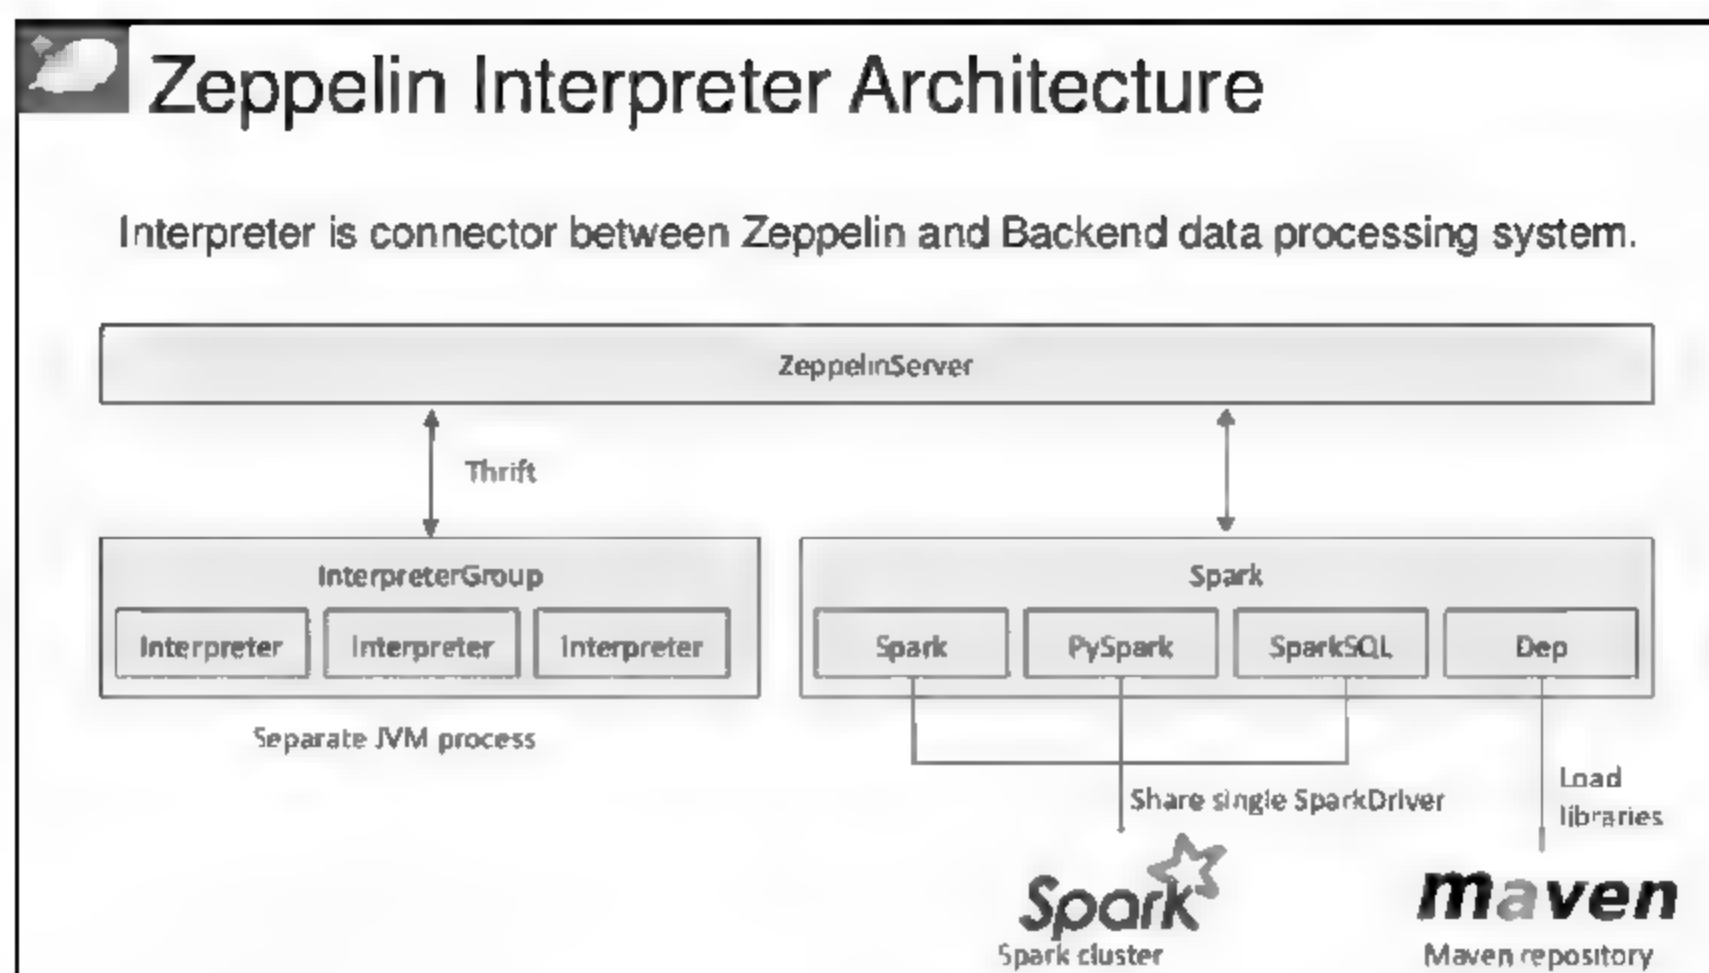 Zeppelin Interpreter Architecture
Interpreter is connector between Zeppelin and Backend data processing system.
ZeppelinServer
Thrift
InterpreterGroup
Interpreter
Interpreter
Interpreter
Separate JVM process
Spark
Spark
PySpark
SparkSQL
Dep
Share single SparkDriver
Load
libraries
Spark
Spark cluster
maven
Maven repository